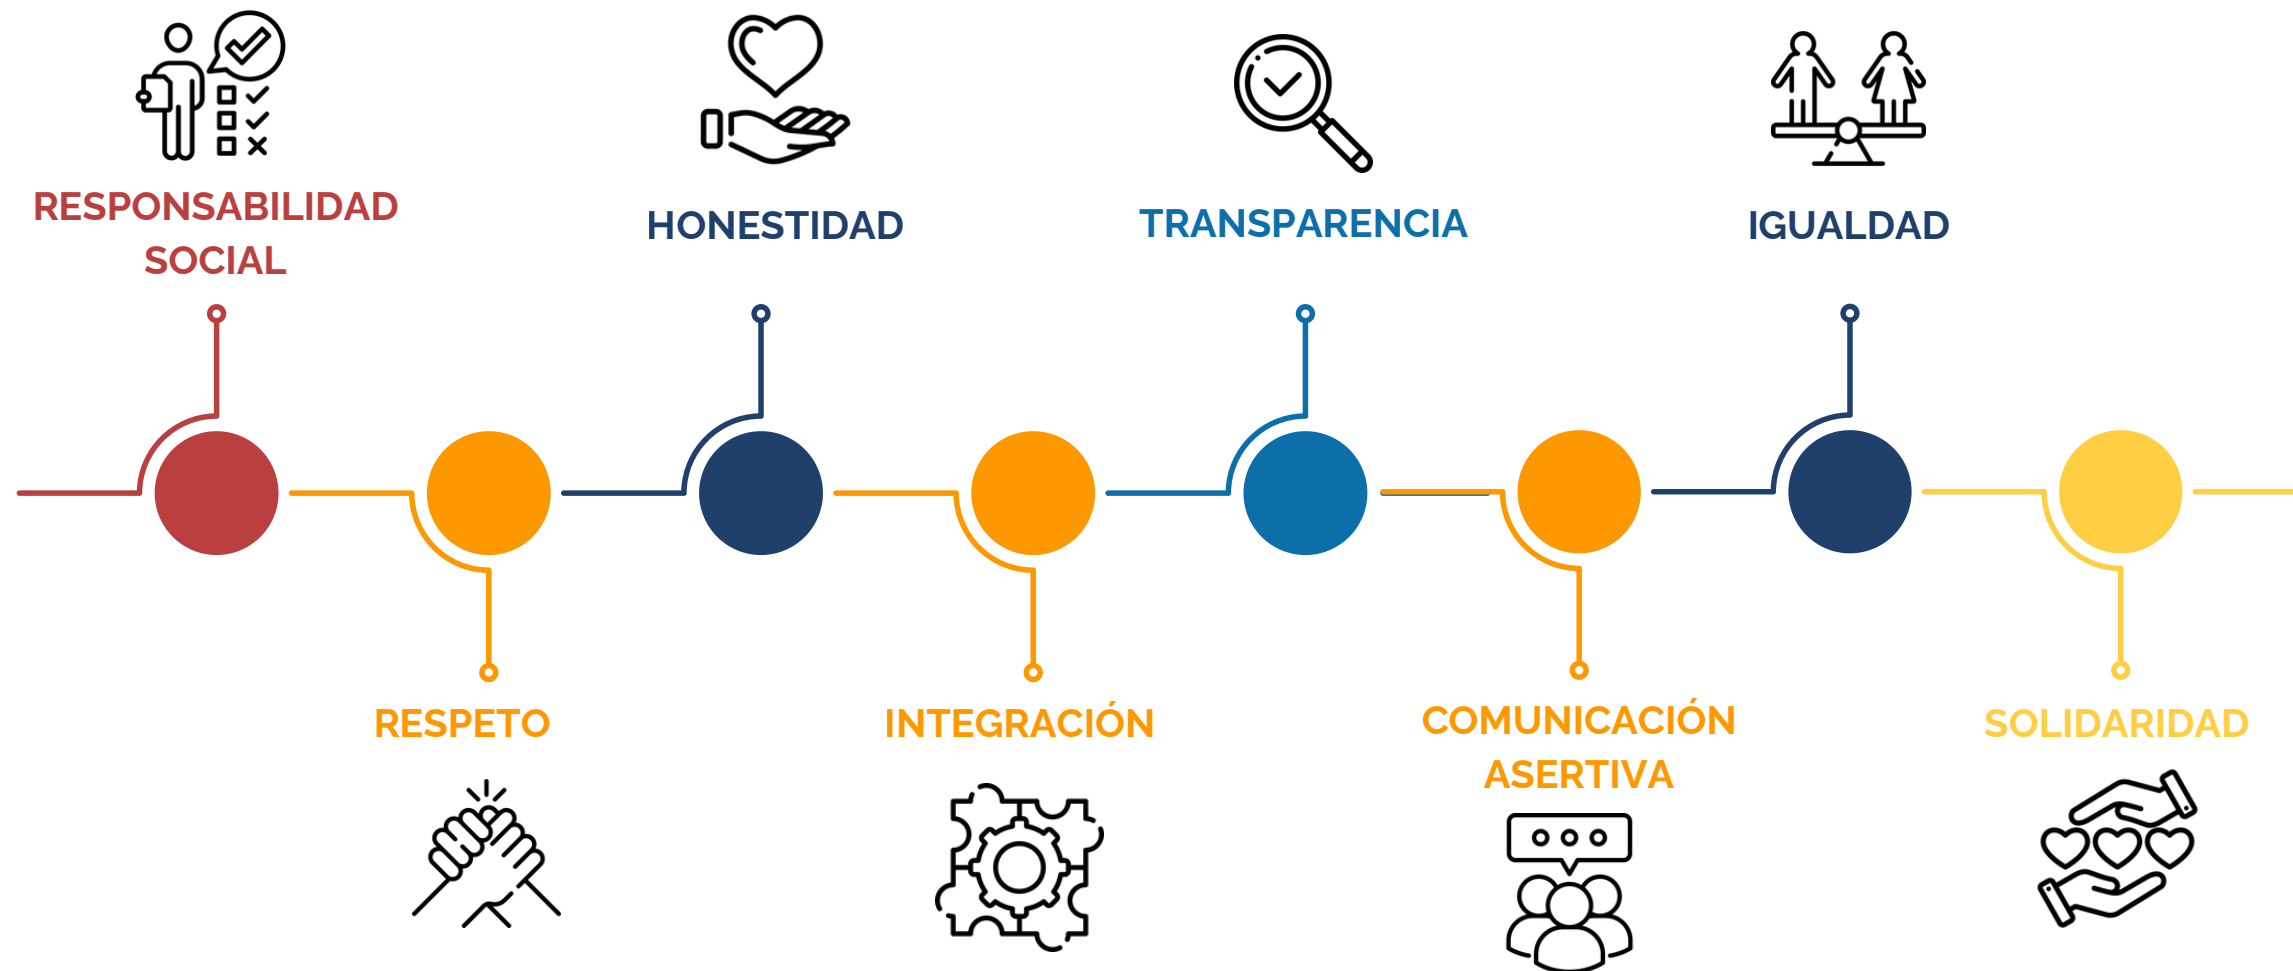 RESPONSABILIDAD
SOCIAL
HONESTIDAD
TRANSPARENCIA
IGUALDAD
RESPETO
INTEGRACIÓN
COMUNICACIÓN
ASERTIVA
SOLIDARIDAD